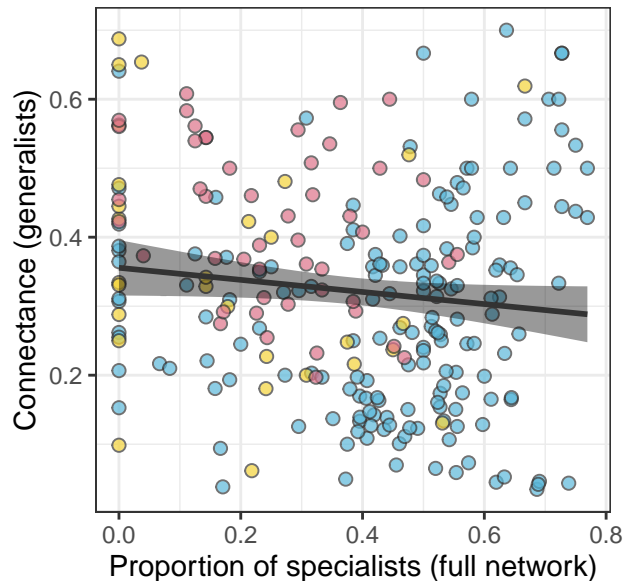 Connectance (generalists)
0.6
0.4
0.2
0.0 0.2 0.4 0.6 0.8
Proportion of specialists (full network)